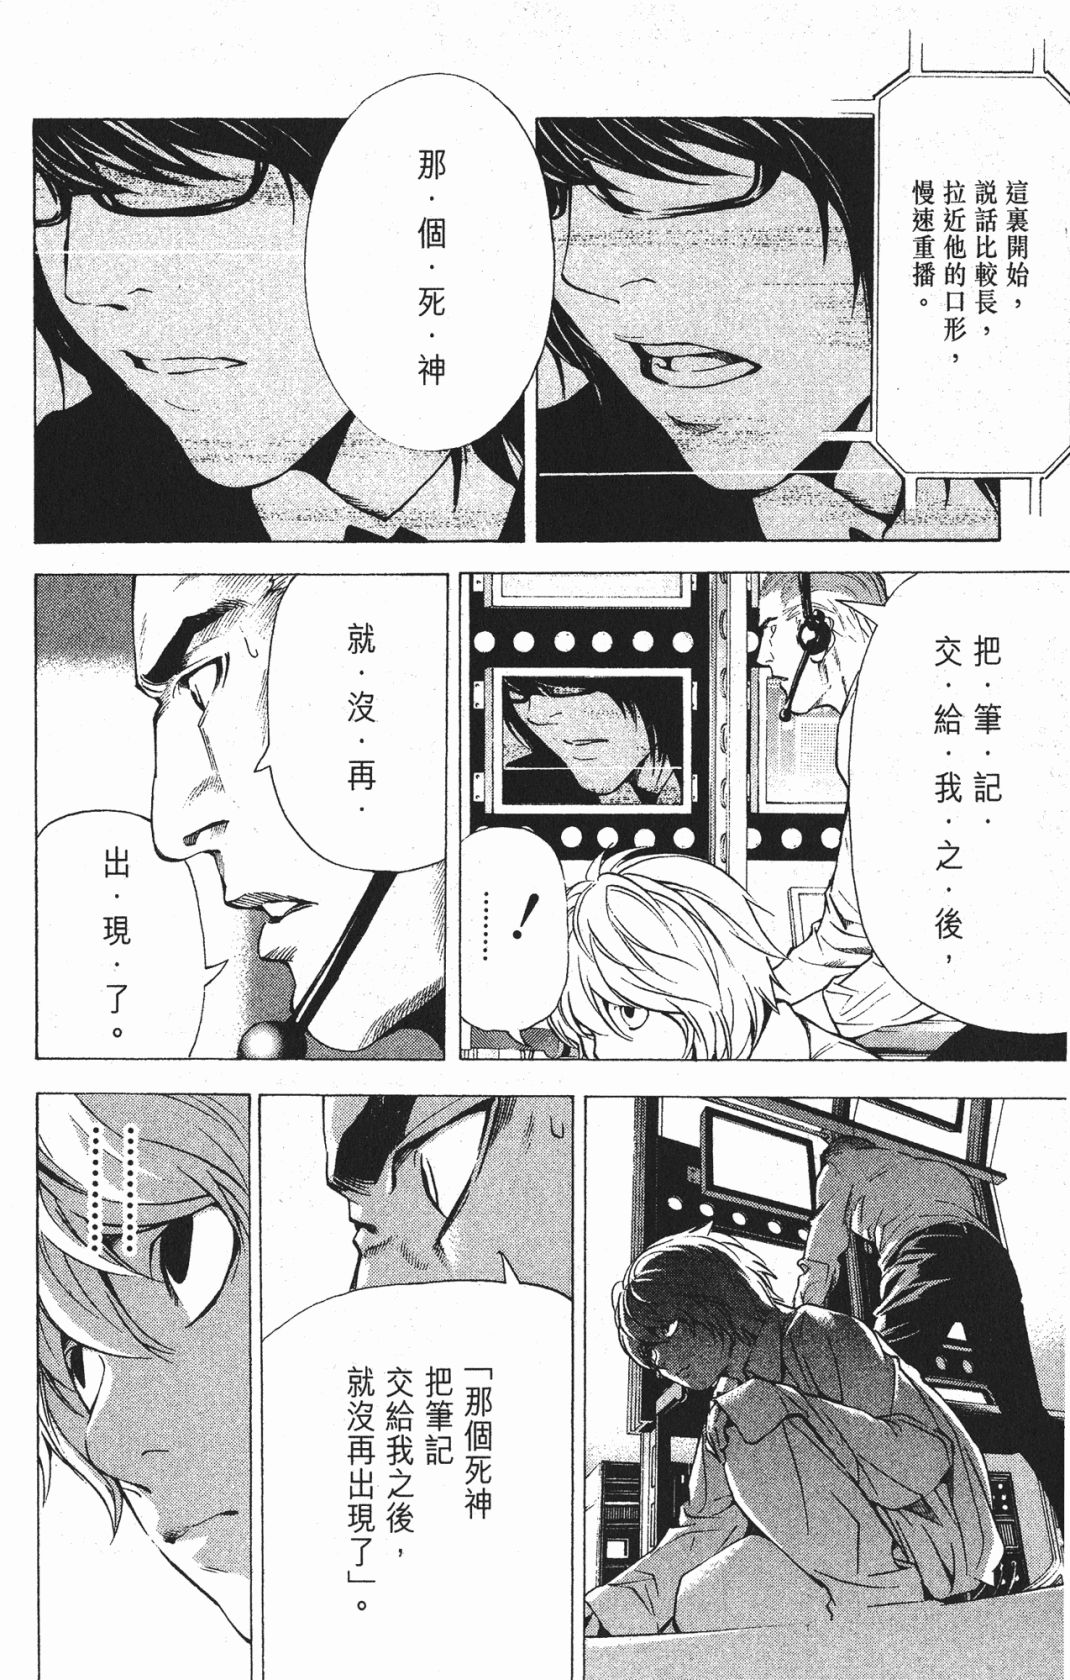 這裏開始，
説話比較長，
拉近他的口形，
慢速重播。
那・個・死・神
把・筆・記・
交・給・我・之・後，
！
………
就・沒・再・
出・現・了。
「那個死神
把筆記
交給我之後，
就沒再出現了」。
………………
………………